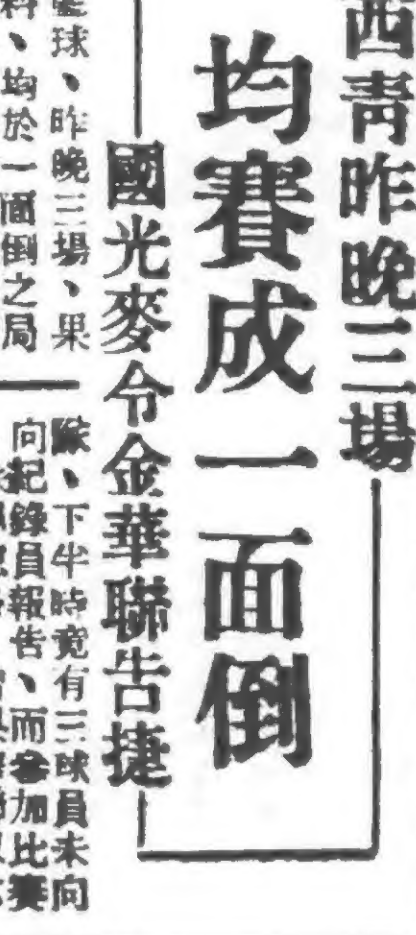 西青昨晚三場
均賽成一面倒
國光麥令金華聯告捷
球、昨晚三場、果
料、均於一面倒之局
隊、下半時竟有三球員未向
向紀錄員報告、而參加比賽